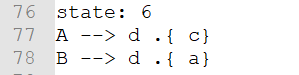 76 state: 6
77 A --> d .{ c}
78 B --> d .{ a}